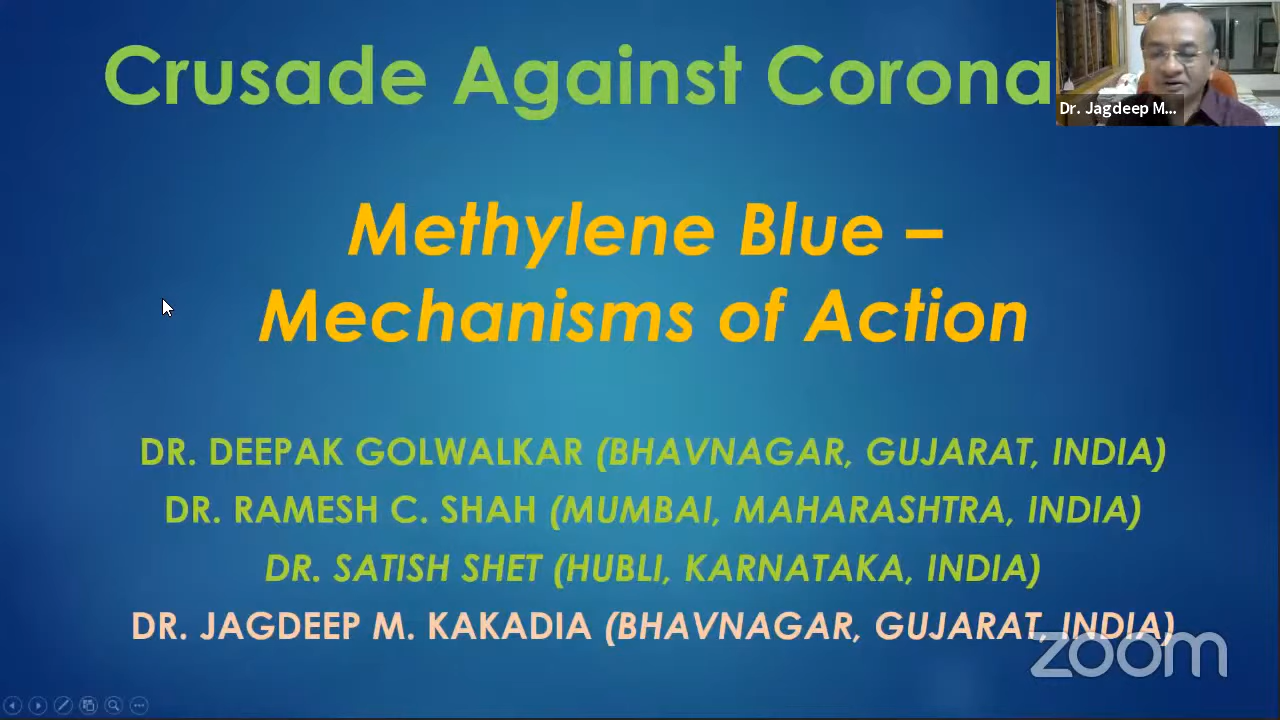 Crusade Against Corona
Dr. Jagdeep M...
Methylene Blue –
Mechanisms of Action
DR. DEEPAK GOLWALKAR (BHAVNAGAR, GUJARAT, INDIA)
DR. RAMESH C. SHAH (MUMBAI, MAHARASHTRA, INDIA)
DR. SATISH SHET (HUBLI, KARNATAKA, INDIA)
DR. JAGDEEP M. KAKADIA (BHAVNAGAR, GUJARAT, INDIA)
zoom